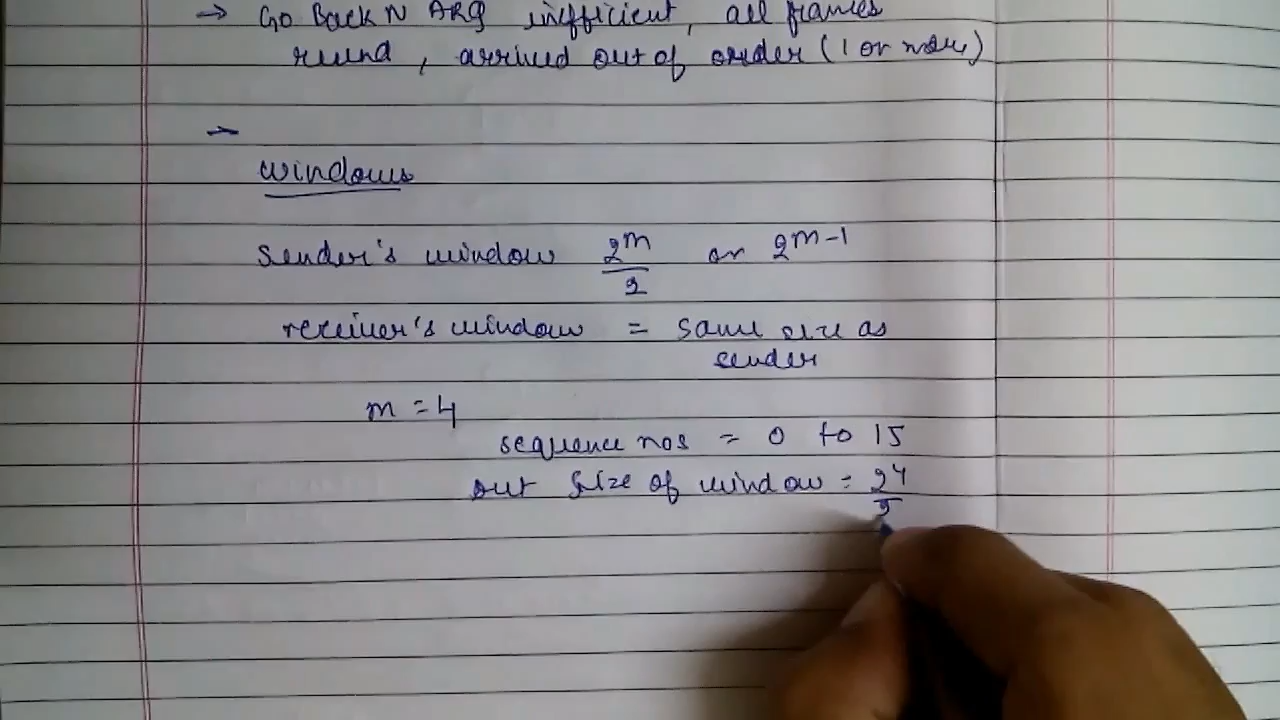 → Go Back N ARQ inefficient, all frames
resend, arrived out of order (1 or more)
→
windows
sender's window 2^m/2 or 2^m-1
receiver's window = same size as
sender
m = 4
sequence nos = 0 to 15
but size of window = 2^4/2